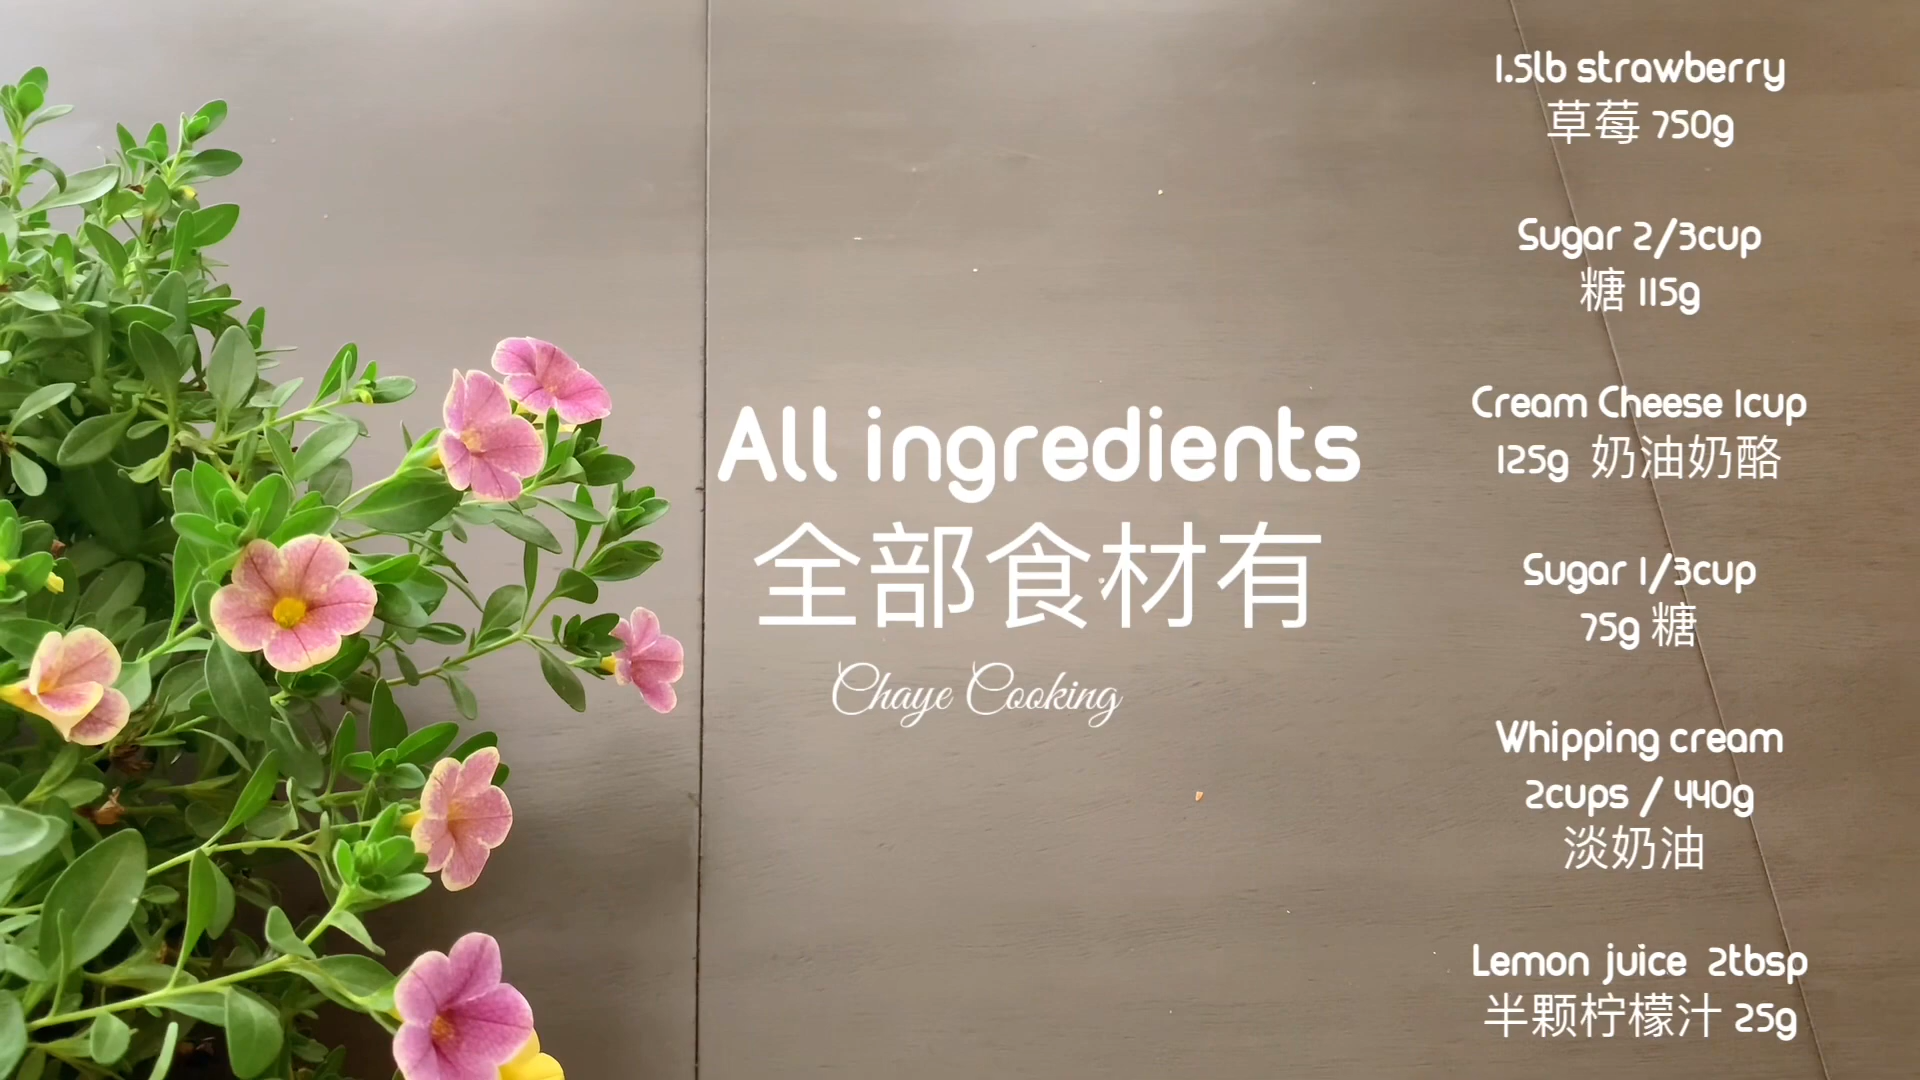 All ingredients
全部食材有
Chaye Cooking
1.5lb strawberry
草莓 750g
Sugar 2/3cup
糖 115g
Cream Cheese 1cup
125g 奶油奶酪
Sugar 1/3cup
75g 糖
Whipping cream
2cups / 440g
淡奶油
Lemon juice 2tbsp
半颗柠檬汁 25g